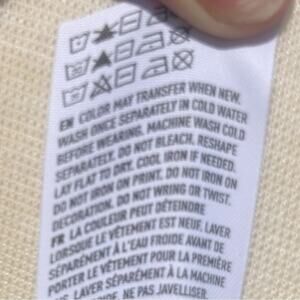 EN COLOR MAY TRANSFER WHEN NEW.
WASH ONCE SEPARATELY IN COLD WATER
BEFORE WEARING. MACHINE WASH COLD
SEPARATELY. DO NOT BLEACH. RESHAPE
LAY FLAT TO DRY. COOL IRON IF NEEDED.
DO NOT IRON ON PRINT. DO NOT IRON ON
DECORATION. DO NOT WRING OR TWIST.
FR LA COULEUR PEUT DÉTEINDRE
LORSQUE LE VÊTEMENT EST NEUF. LAVER
SÉPARÉMENT À L'EAU FROIDE AVANT DE
PORTER LE VÊTEMENT POUR LA PREMIÈRE
LAVER SÉPARÉMENT À LA MACHINE
NE PAS JAVELLISER